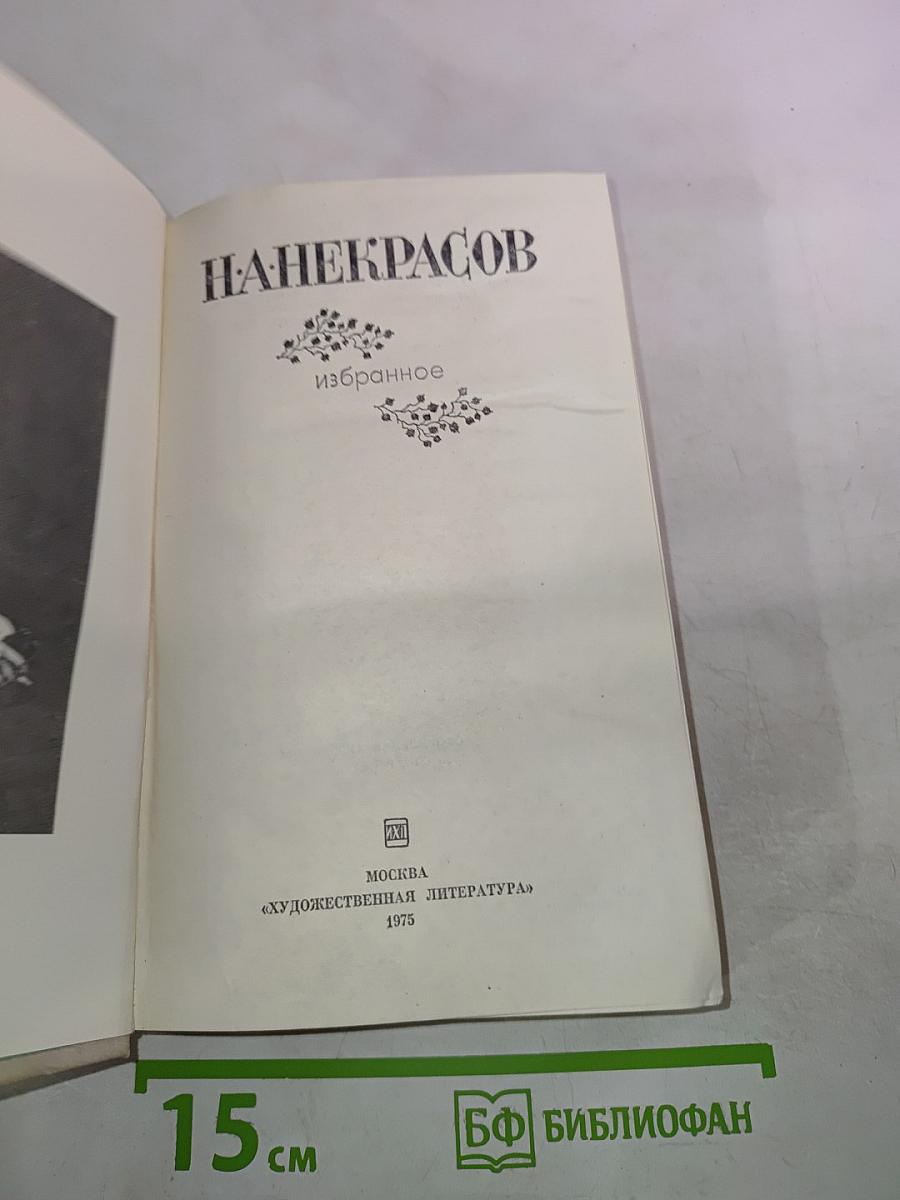 Н·А·НЕКРАСОВ
избранное
ИХЛ
МОСКВА
«ХУДОЖЕСТВЕННАЯ ЛИТЕРАТУРА»
1975
15 см
БФ БИБЛИОФАН